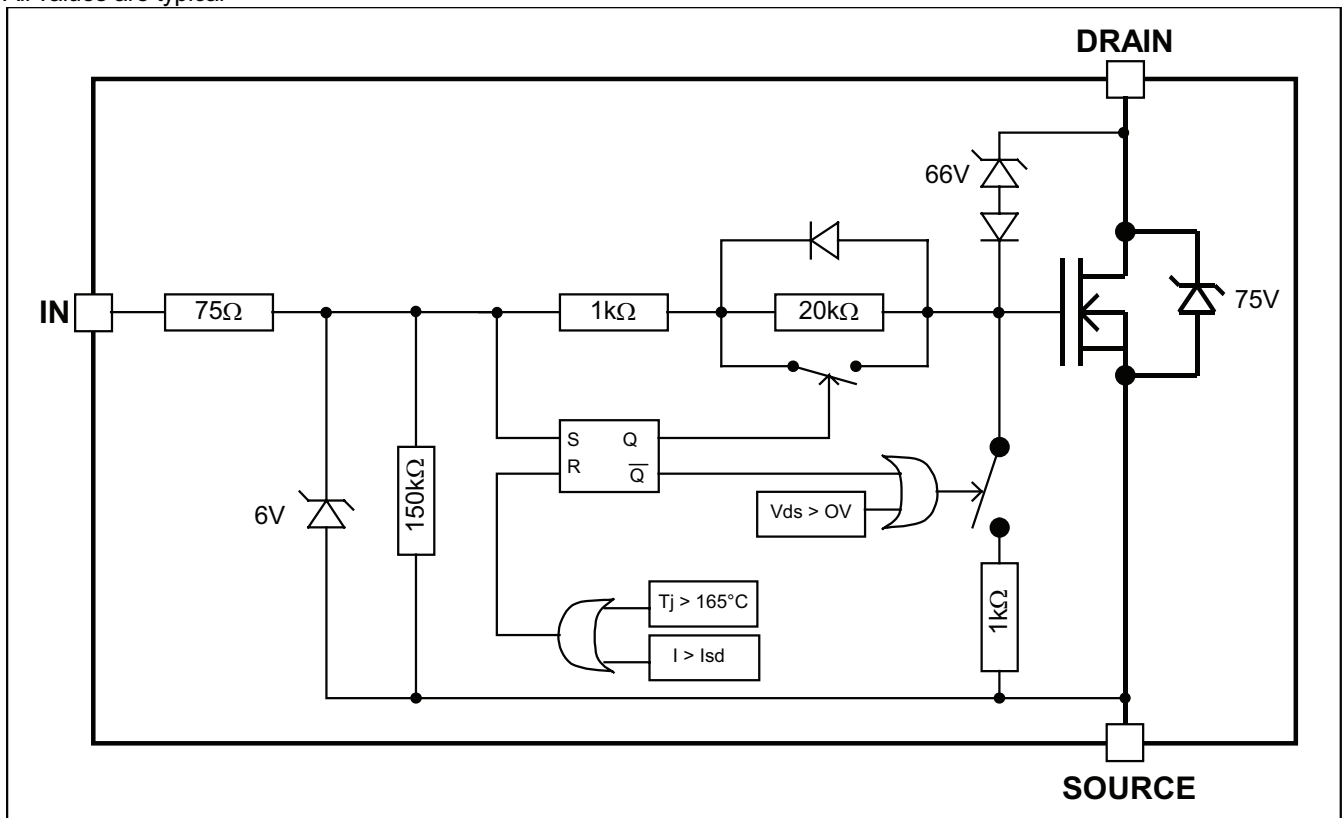 All values are typical
DRAIN
66V
IN
75Ω
1kΩ
20kΩ
75V
S
Q
R
Q
6V
150kΩ
Vds > OV
Tj > 165°C
I > Isd
1kΩ
SOURCE